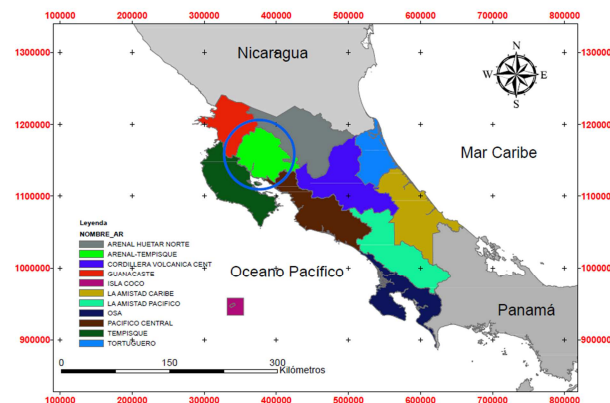 100000 200000 300000 400000 500000 600000 700000 800000
1300000 1300000
1200000 1200000
1100000 1100000
1000000 1000000
900000 900000
Nicaragua
N
W E
S
Mar Caribe
Oceano Pacífico
Panamá
Leyenda
NOMBRE_AR
ARENAL HUETAR NORTE
ARENAL-TEMPISQUE
CORDILLERA VOLCANICA CENT
GUANACASTE
ISLA COCO
LA AMISTAD CARIBE
LA AMISTAD PACIFICO
OSA
PACIFICO CENTRAL
TEMPISQUE
TORTUGUERO
0 150 300
Kilómetros
100000 200000 300000 400000 500000 600000 700000 800000